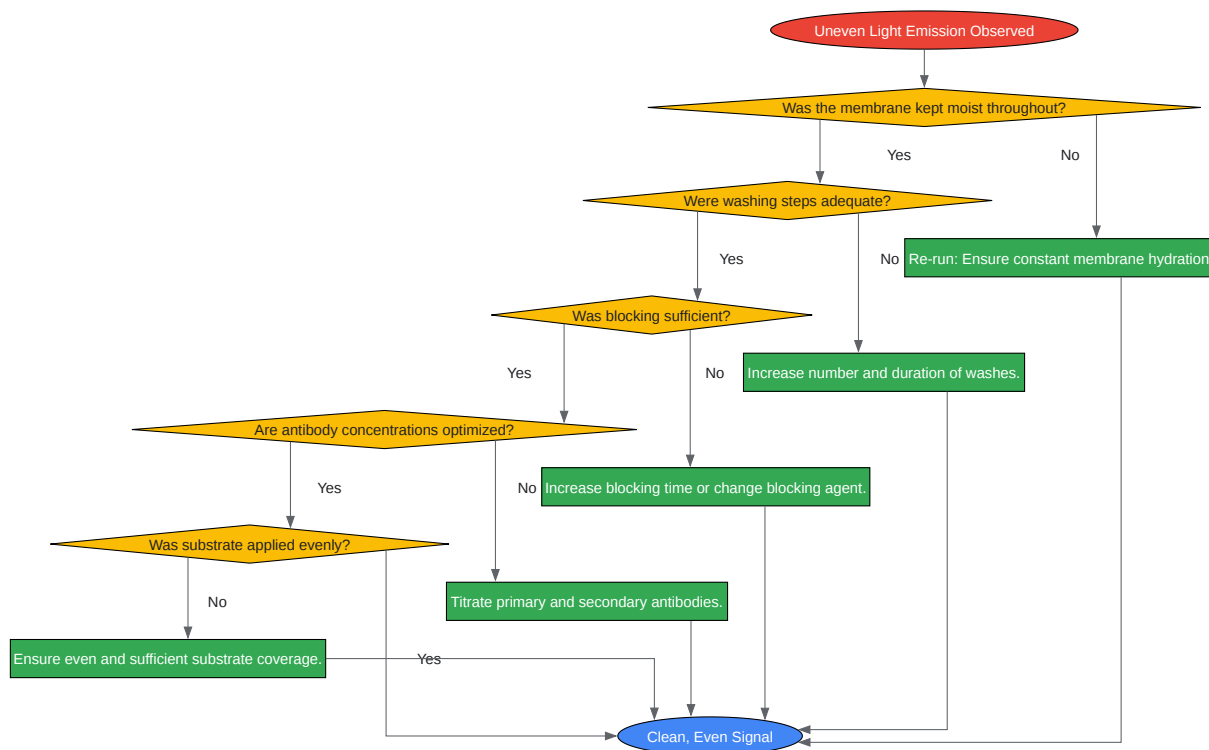 Uneven Light Emission Observed
Was the membrane kept moist throughout?
Yes
No
Were washing steps adequate?
Yes
No
Re-run: Ensure constant membrane hydration
Was blocking sufficient?
Yes
No
Increase number and duration of washes.
Are antibody concentrations optimized?
Yes
No
Increase blocking time or change blocking agent.
Was substrate applied evenly?
No
Titrate primary and secondary antibodies.
Ensure even and sufficient substrate coverage.
Yes
Clean, Even Signal